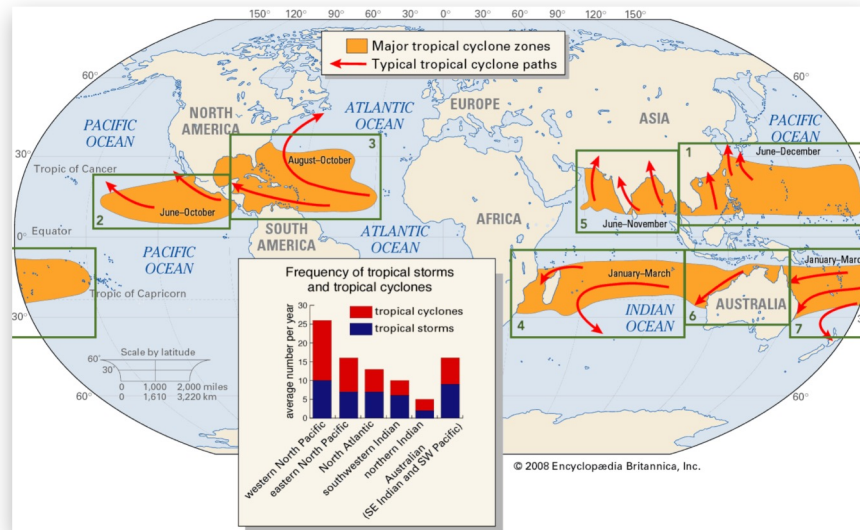 150° 120° 90° 60° 30° 0° 30° 60° 90° 120° 150°
Major tropical cyclone zones
Typical tropical cyclone paths
60°
60°
NORTH
AMERICA
EUROPE
ASIA
ATLANTIC
OCEAN
PACIFIC
OCEAN
PACIFIC
OCEAN
3
August–October
1
June–December
Tropic of Cancer
2
June–October
5
June–November
AFRICA
Equator
0°
0°
SOUTH
AMERICA
ATLANTIC
OCEAN
PACIFIC
OCEAN
Tropic of Capricorn
30°
January–March
4
INDIAN
OCEAN
6
AUSTRALIA
January–Marc
7
3
Scale by latitude
60°
30°
0
0
1,000
1,610
2,000 miles
3,220 km
60°
60°
Frequency of tropical storms
and tropical cyclones
tropical cyclones
tropical storms
average number per year
30
25
20
15
10
5
0
western North Pacific
eastern North Pacific
North Atlantic
southwestern Indian
northern Indian
Australian
(SE Indian and SW Pacific)
© 2008 Encyclopædia Britannica, Inc.